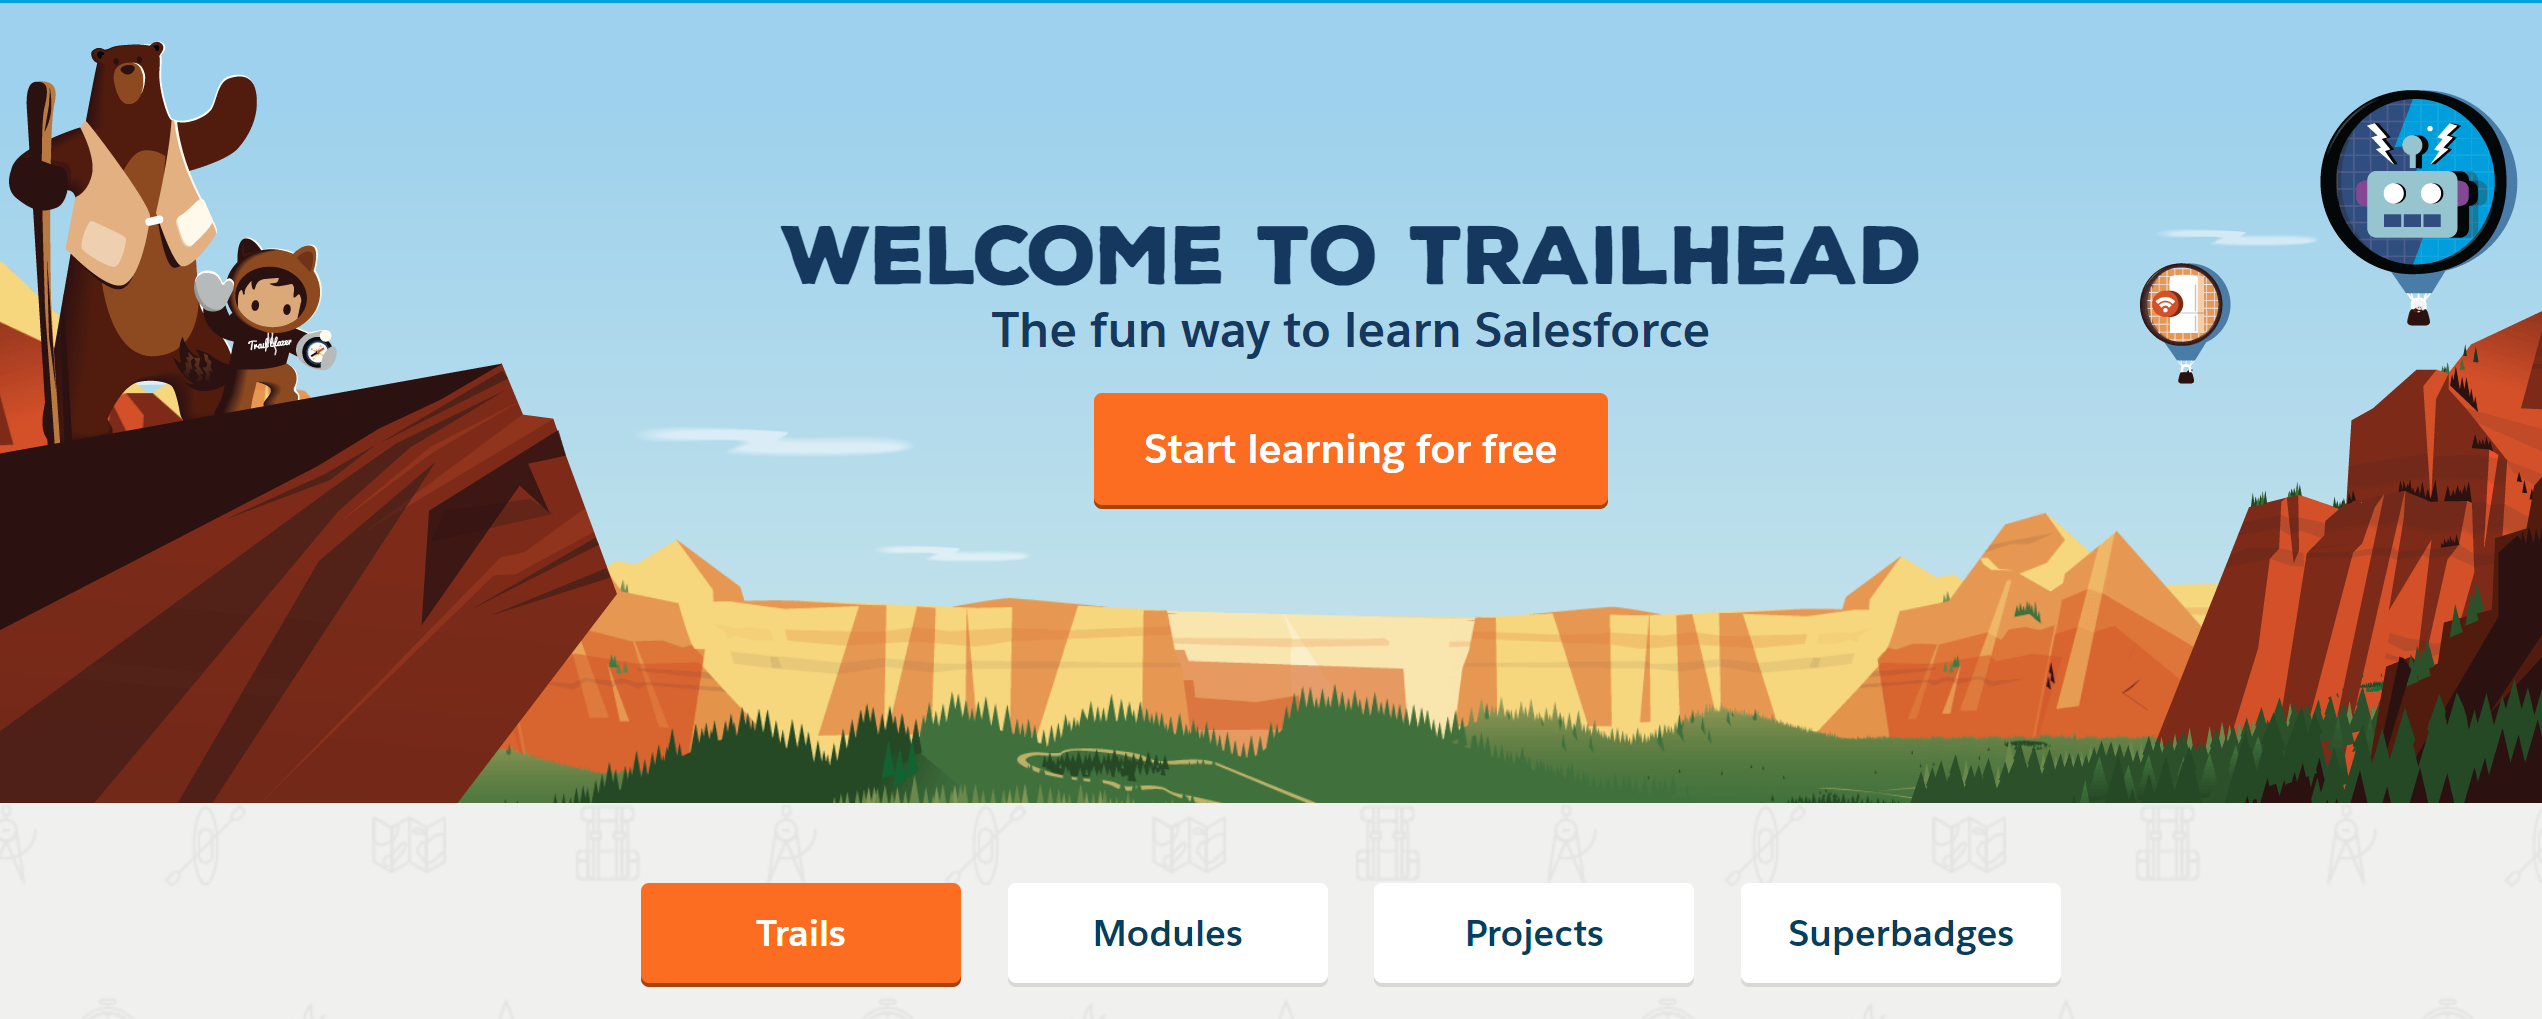 WELCOME TO TRAILHEAD
The fun way to learn Salesforce
Trailblazer
Start learning for free
Trails
Modules
Projects
Superbadges